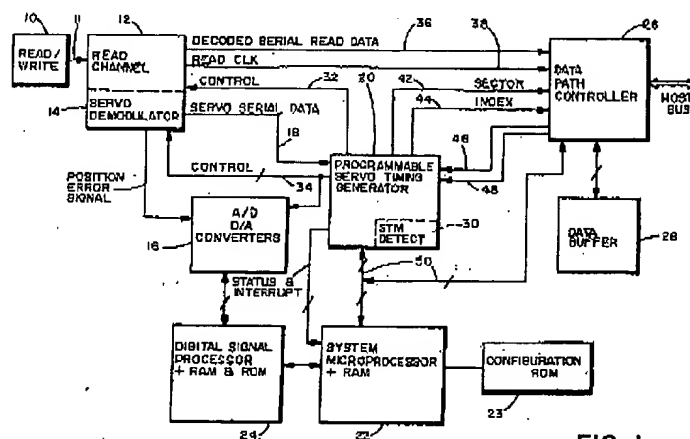 10
11
12
READ/
WRITE
READ
CHANNEL
14
SERVO
DEMODULATOR
DECODED SERIAL READ DATA
36
38
READ CLK
CONTROL
32
20
42
SECTOR
44
INDEX
26
DATA
PATH
CONTROLLER
HOST
BUS
SERVO SERIAL DATA
18
46
48
CONTROL
34
POSITION
ERROR
SIGNAL
PROGRAMMABLE
SERVO TIMING
GENERATOR
STM
DETECT
30
A/D
D/A
CONVERTERS
16
DATA
BUFFER
28
50
STATUS &
INTERRUPT
DIGITAL SIGNAL
PROCESSOR
+ RAM & ROM
24
SYSTEM
MICROPROCESSOR
+ RAM
22
CONFIGURATION
ROM
23